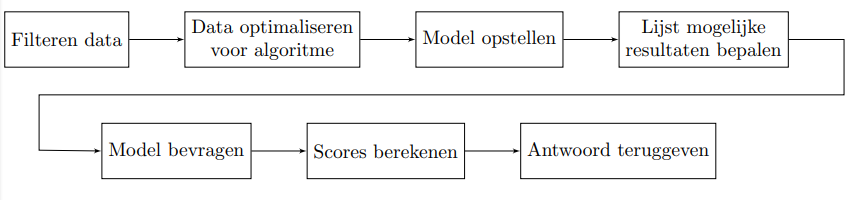 Filteren data
Data optimaliseren
voor algoritme
Model opstellen
Lijst mogelijke
resultaten bepalen
Model bevragen
Scores berekenen
Antwoord teruggeven